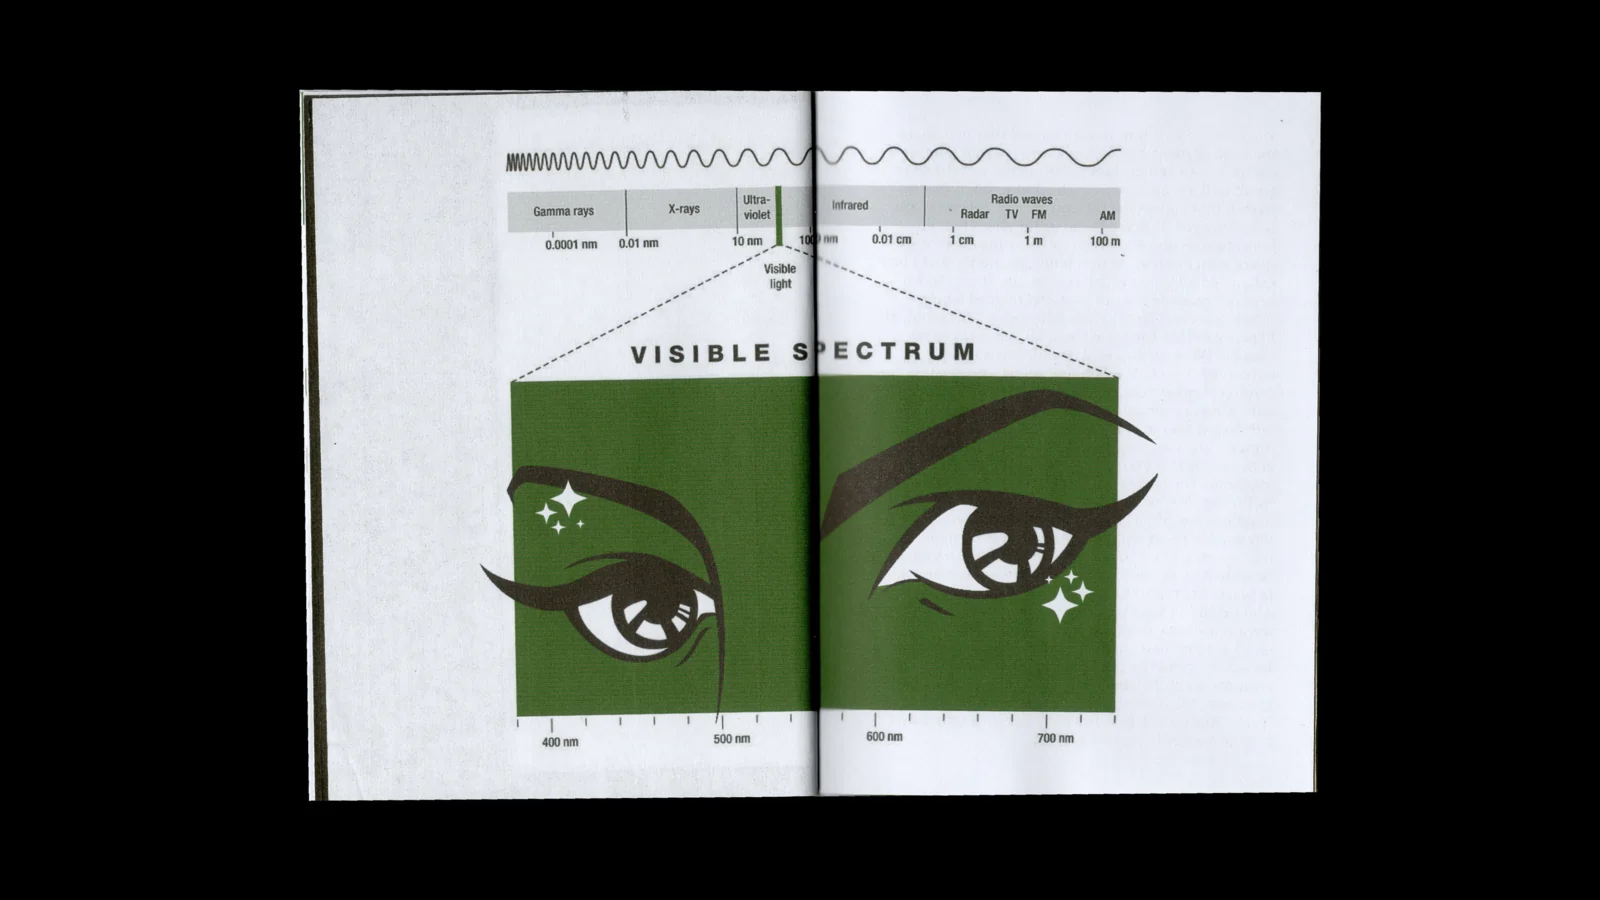 Gamma rays
X-rays
Ultra-
violet
Infrared
Radio waves
Radar TV FM AM
0.0001 nm 0.01 nm 10 nm nm 0.01 cm 1 cm 1 m 100 m
Visible
light
VISIBLE SPECTRUM
400 nm 500 nm 600 nm 700 nm